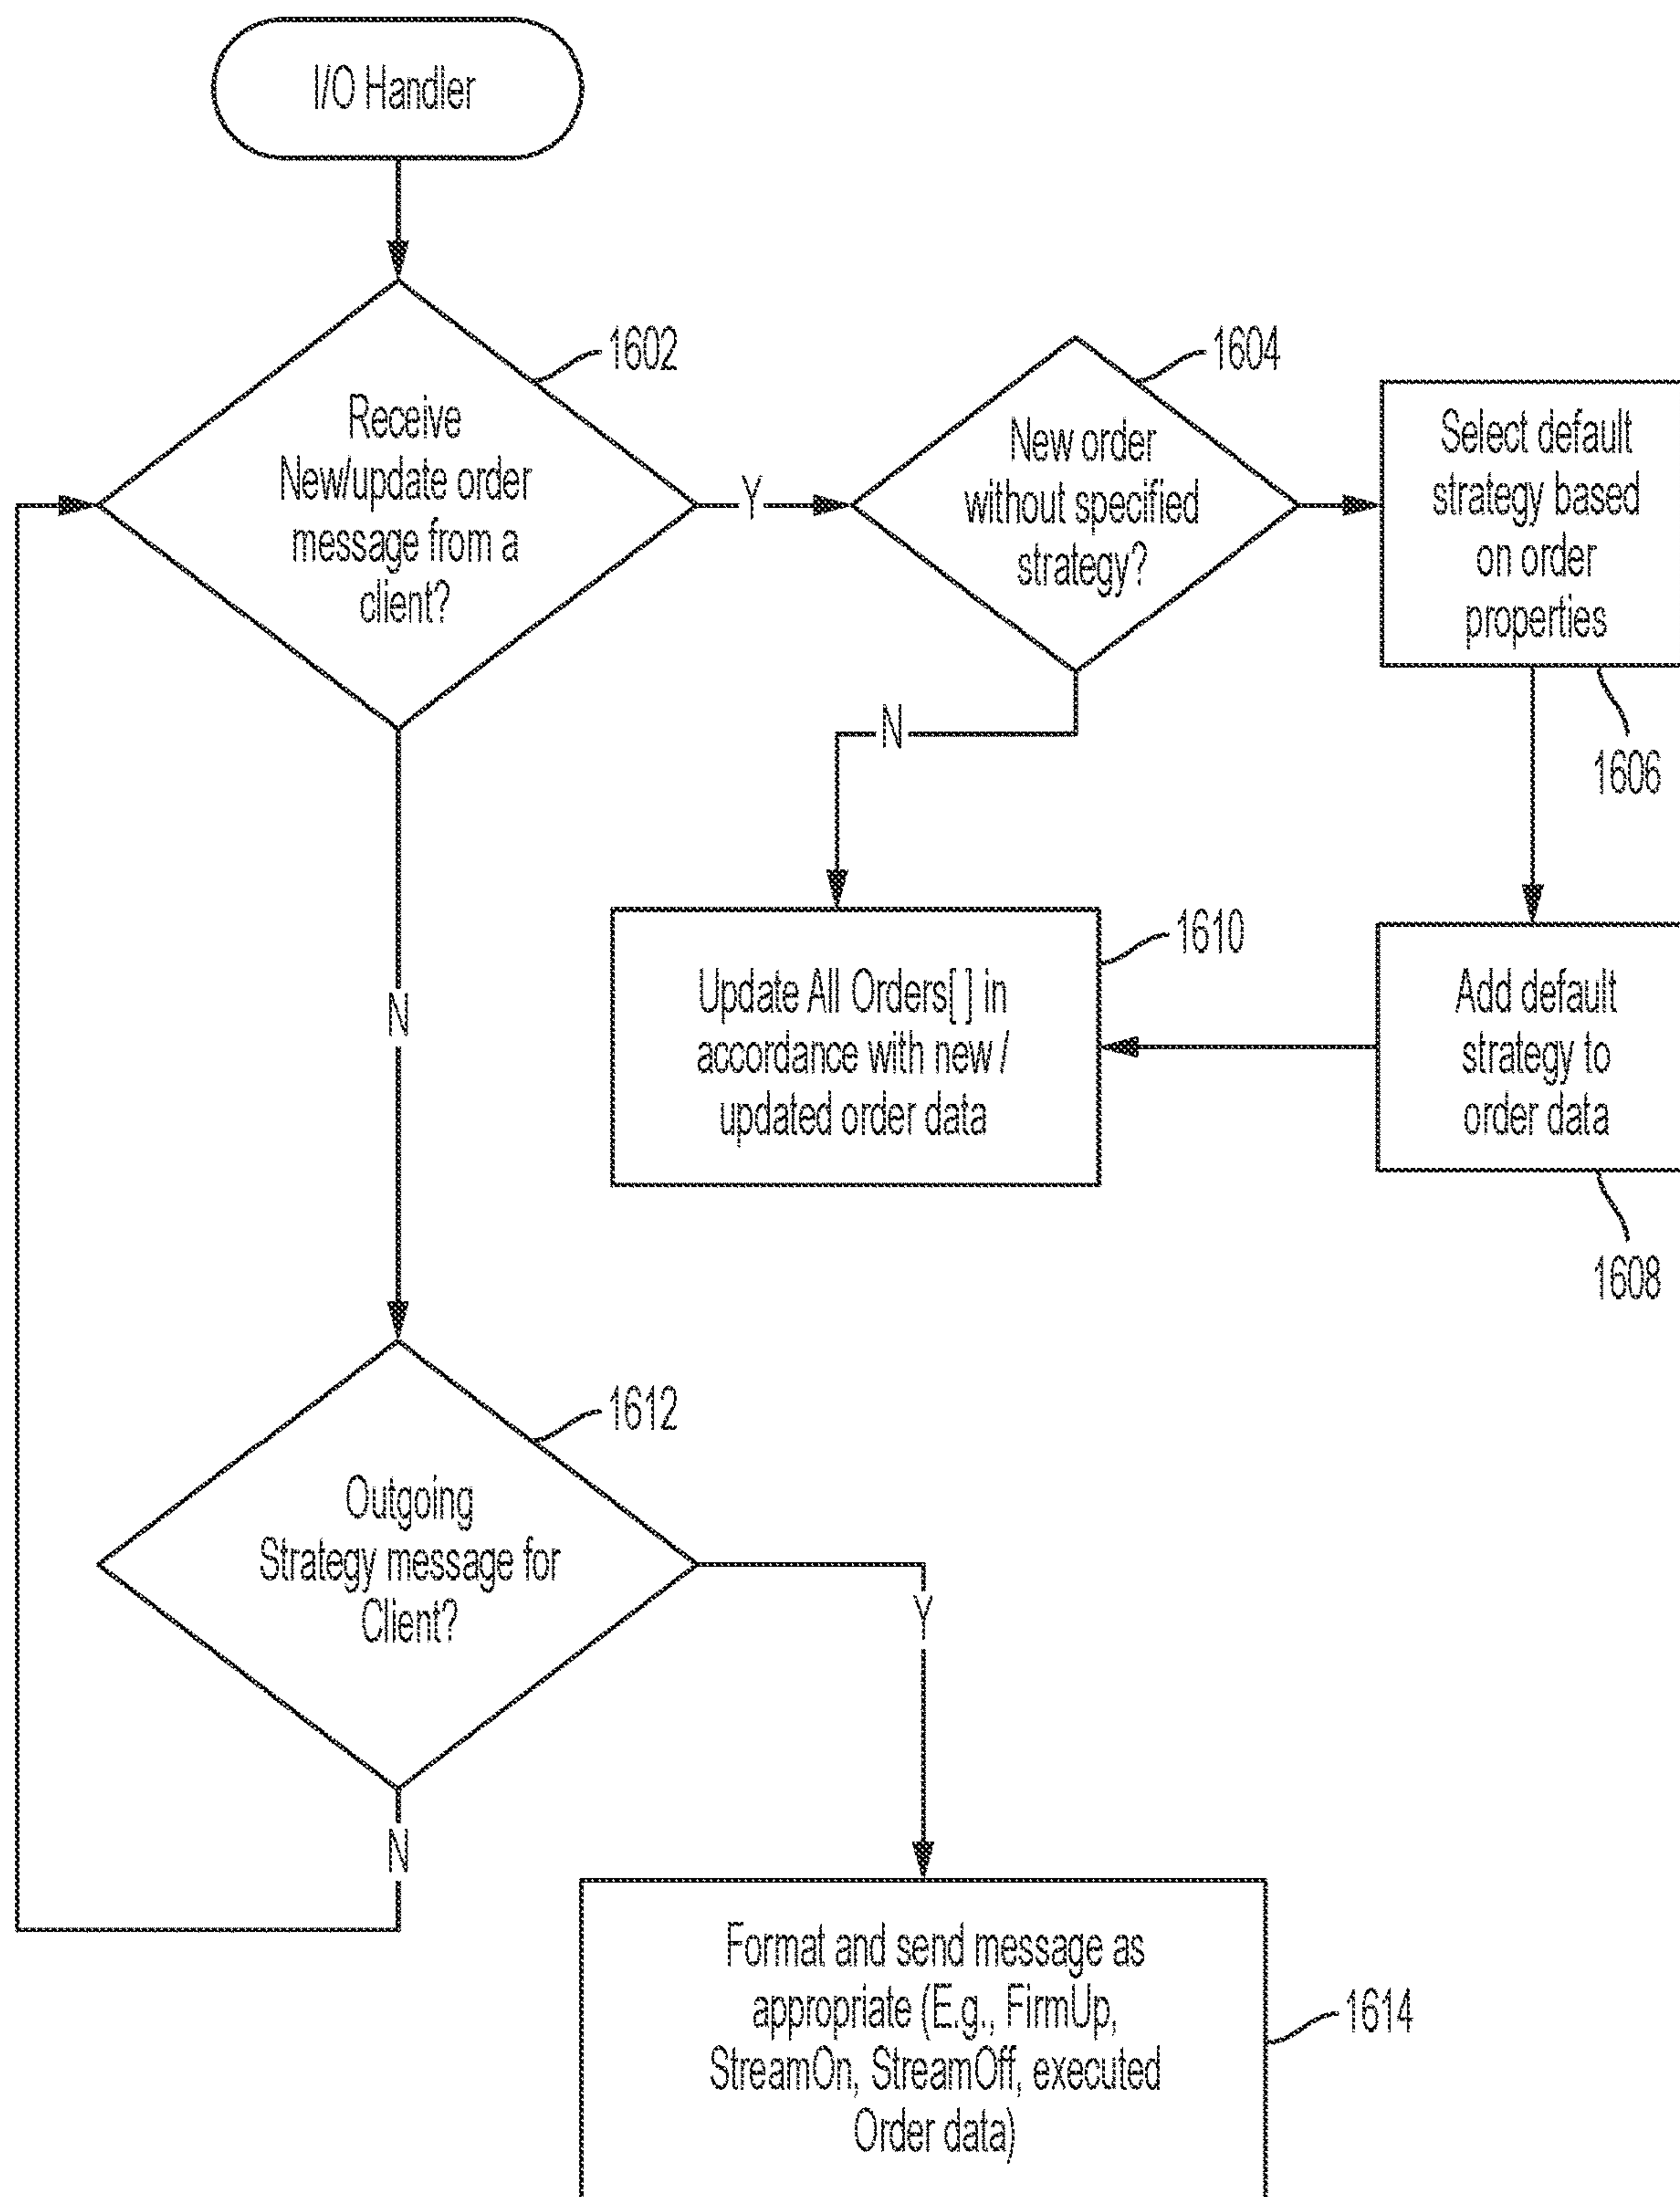 I/O Handler
1602
Receive
New/update order
message from a
client?
Y
1604
New order
without specified
strategy?
Select default
strategy based
on order
properties
1606
N
1610
Update All Orders[ ] in
accordance with new /
updated order data
Add default
strategy to
order data
1608
N
1612
Outgoing
Strategy message for
Client?
Y
N
Format and send message as
appropriate (E.g., FirmUp,
StreamOn, StreamOff, executed
Order data)
1614